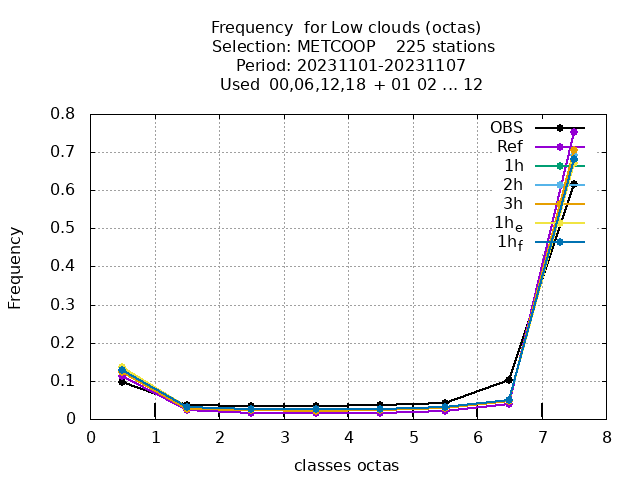 Frequency for Low clouds (octas)
Selection: METCOOP 225 stations
Period: 20231101-20231107
Used 00,06,12,18 + 01 02 ... 12
Frequency
0.8
0.7
0.6
0.5
0.4
0.3
0.2
0.1
0
OBS
Ref
1h
2h
3h
1he
1hf
0 1 2 3 4 5 6 7 8
classes octas